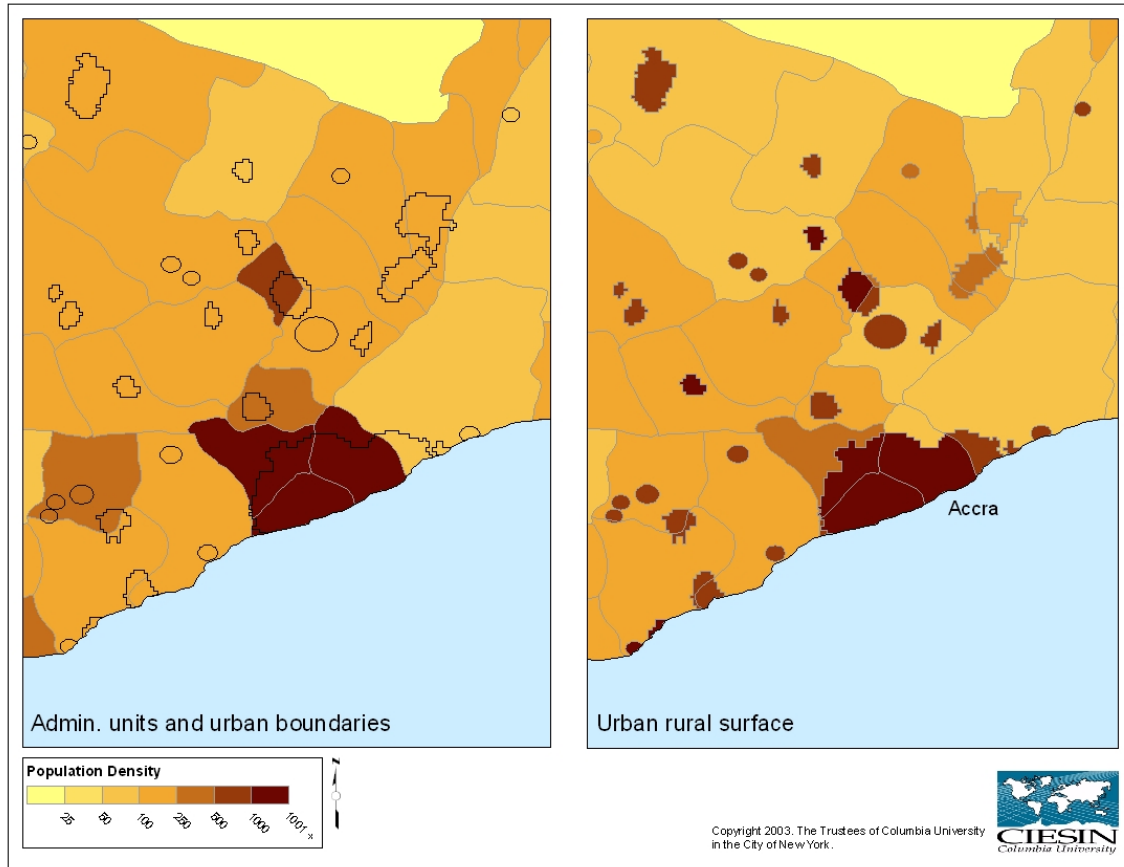 Accra
Admin. units and urban boundaries
Urban rural surface
Population Density
25
50
100
250
500
1000
1001 x
N
Copyright 2003. The Trustees of Columbia University
in the City of New York.
CIESIN
Columbia University